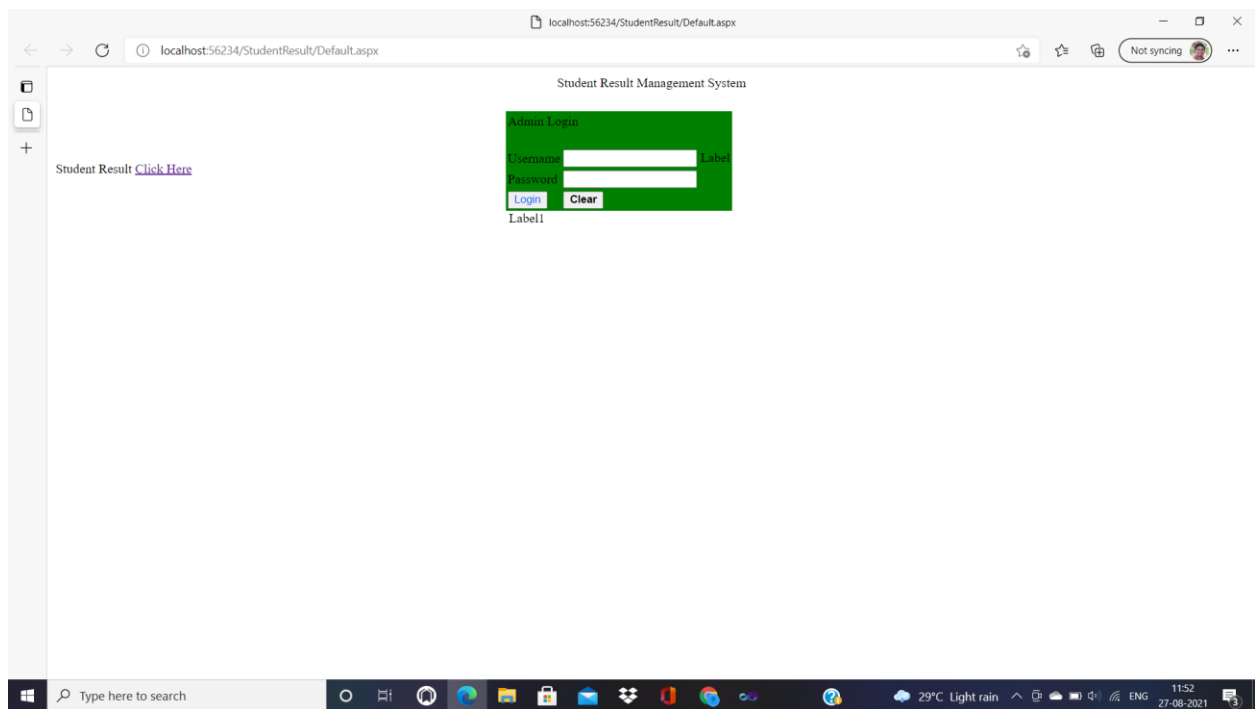 localhost:56234/StudentResult/Default.aspx
localhost:56234/StudentResult/Default.aspx
Not syncing
Student Result Management System
Admin Login
Username Label
Student Result Click Here
Password
Login Clear
Label1
Type here to search
29°C Light rain
ENG
11:52
27-08-2021
3